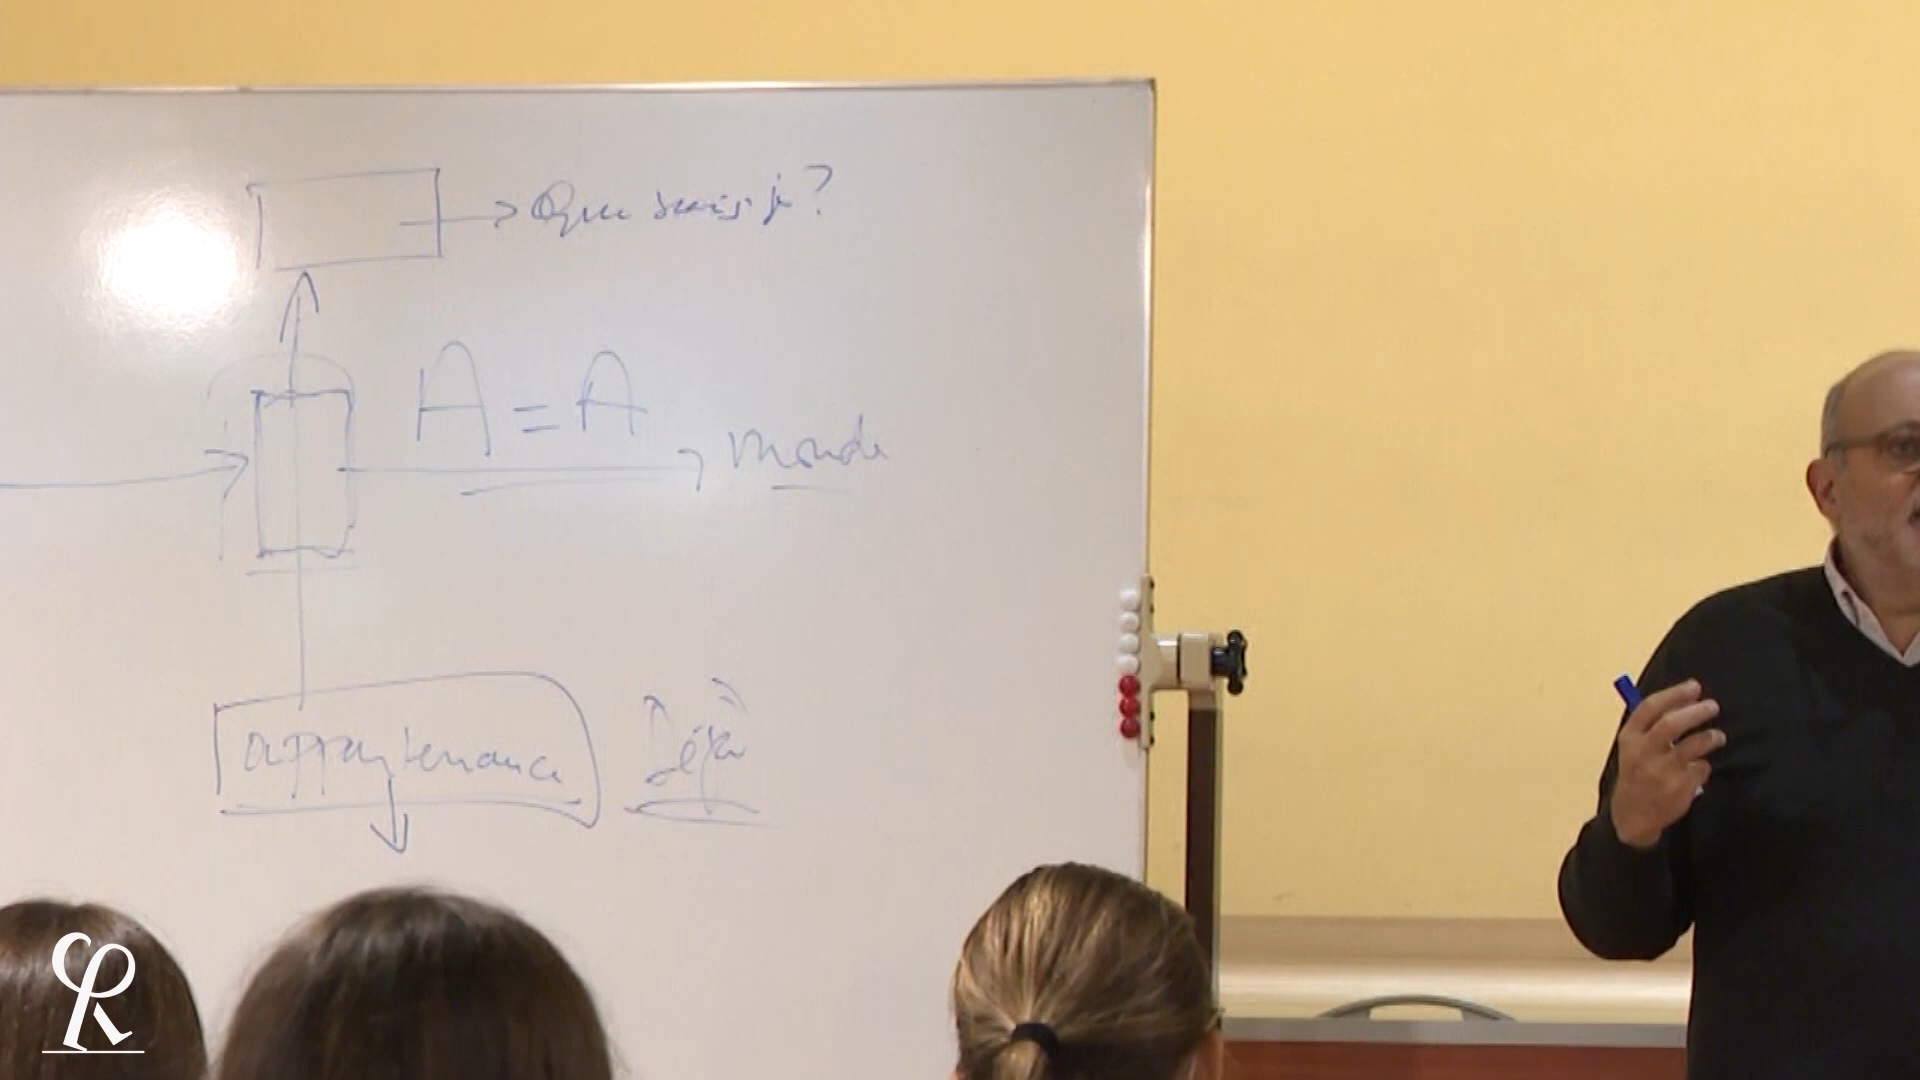 Que suis-je ?
A = A
monde
appartenance
Déjà